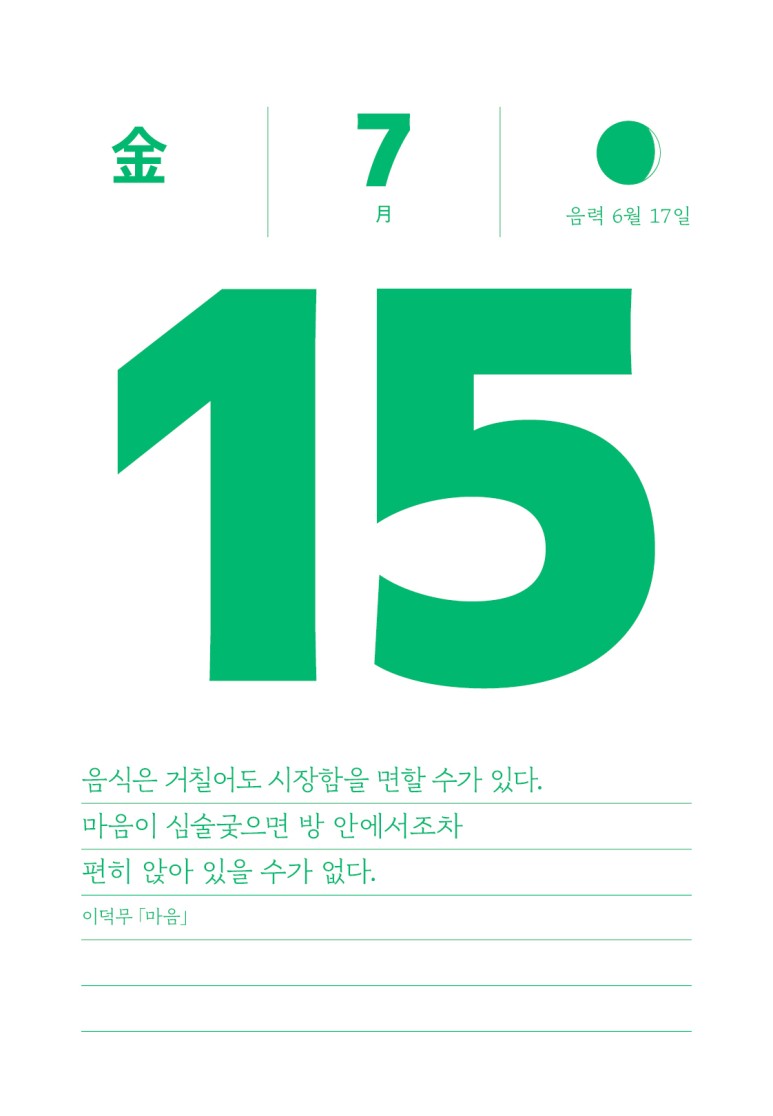 金
7
月
음력 6월 17일
15
음식은 거칠어도 시장함을 면할 수가 있다.
마음이 심술궂으면 방 안에서조차
편히 앉아 있을 수가 없다.
이덕무 「마음」